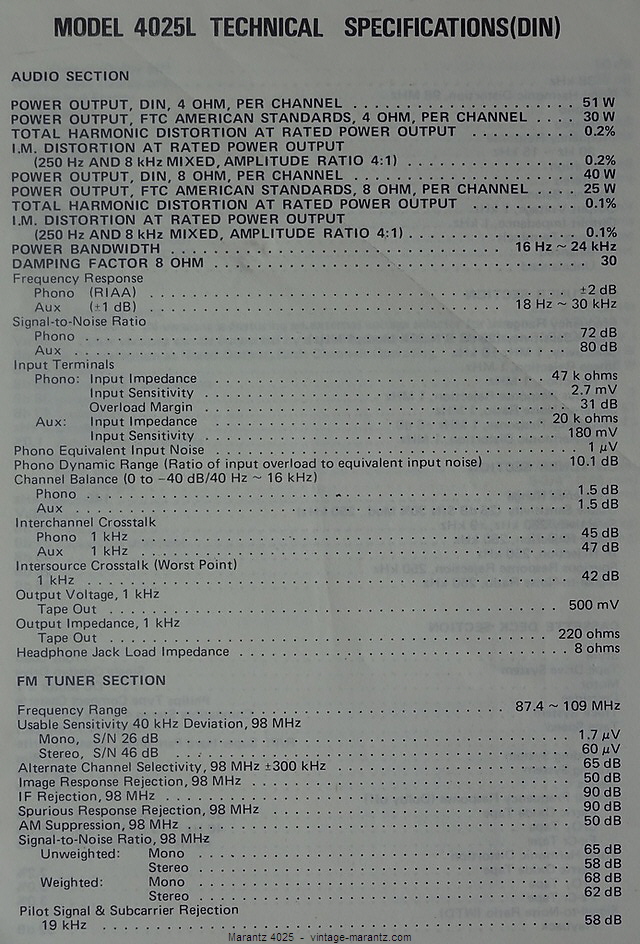 MODEL 4025L TECHNICAL SPECIFICATIONS(DIN)
AUDIO SECTION
POWER OUTPUT, DIN, 4 OHM, PER CHANNEL . . . . . . . . . . . . . . . . . . . . . 51 W
POWER OUTPUT, FTC AMERICAN STANDARDS, 4 OHM, PER CHANNEL . . . . 30 W
TOTAL HARMONIC DISTORTION AT RATED POWER OUTPUT . . . . . . . . . . 0.2%
I.M. DISTORTION AT RATED POWER OUTPUT
(250 Hz AND 8 kHz MIXED, AMPLITUDE RATIO 4:1) . . . . . . . . . . . . . . . . 0.2%
POWER OUTPUT, DIN, 8 OHM, PER CHANNEL . . . . . . . . . . . . . . . . . . . . . 40 W
POWER OUTPUT, FTC AMERICAN STANDARDS, 8 OHM, PER CHANNEL . . . . 25 W
TOTAL HARMONIC DISTORTION AT RATED POWER OUTPUT . . . . . . . . . . 0.1%
I.M. DISTORTION AT RATED POWER OUTPUT
(250 Hz AND 8 kHz MIXED, AMPLITUDE RATIO 4:1) . . . . . . . . . . . . . . . . 0.1%
POWER BANDWIDTH . . . . . . . . . . . . . . . . . . . . . . . . . . . . 16 Hz ~ 24 kHz
DAMPING FACTOR 8 OHM . . . . . . . . . . . . . . . . . . . . . . . . . . . . . . . . 30
Frequency Response
Phono (RIAA) . . . . . . . . . . . . . . . . . . . . . . . . . . . . . . . . . . ±2 dB
Aux (±1 dB) . . . . . . . . . . . . . . . . . . . . . . . . . . . . 18 Hz ~ 30 kHz
Signal-to-Noise Ratio
Phono . . . . . . . . . . . . . . . . . . . . . . . . . . . . . . . . . . . . . . 72 dB
Aux . . . . . . . . . . . . . . . . . . . . . . . . . . . . . . . . . . . . . . . . 80 dB
Input Terminals
Phono: Input Impedance . . . . . . . . . . . . . . . . . . . . . . . . . . 47 k ohms
Input Sensitivity . . . . . . . . . . . . . . . . . . . . . . . . . . . . 2.7 mV
Overload Margin . . . . . . . . . . . . . . . . . . . . . . . . . . . . 31 dB
Aux: Input Impedance . . . . . . . . . . . . . . . . . . . . . . . . . . 20 k ohms
Input Sensitivity . . . . . . . . . . . . . . . . . . . . . . . . . . . . 180 mV
Phono Equivalent Input Noise . . . . . . . . . . . . . . . . . . . . . . . . . . . . 1 µV
Phono Dynamic Range (Ratio of input overload to equivalent input noise) . . . . . . 10.1 dB
Channel Balance (0 to −40 dB/40 Hz ~ 16 kHz)
Phono . . . . . . . . . . . . . . . . . . . . . . . . . . . . . . . . . . . . . . 1.5 dB
Aux . . . . . . . . . . . . . . . . . . . . . . . . . . . . . . . . . . . . . . . . 1.5 dB
Interchannel Crosstalk
Phono 1 kHz . . . . . . . . . . . . . . . . . . . . . . . . . . . . . . . . . . 45 dB
Aux 1 kHz . . . . . . . . . . . . . . . . . . . . . . . . . . . . . . . . . . 47 dB
Intersource Crosstalk (Worst Point)
1 kHz . . . . . . . . . . . . . . . . . . . . . . . . . . . . . . . . . . . . . . 42 dB
Output Voltage, 1 kHz
Tape Out . . . . . . . . . . . . . . . . . . . . . . . . . . . . . . . . . . . . 500 mV
Output Impedance, 1 kHz
Tape Out . . . . . . . . . . . . . . . . . . . . . . . . . . . . . . . . . . . . 220 ohms
Headphone Jack Load Impedance . . . . . . . . . . . . . . . . . . . . . . . . . . 8 ohms
FM TUNER SECTION
Frequency Range . . . . . . . . . . . . . . . . . . . . . . . . . . . . 87.4 ~ 109 MHz
Usable Sensitivity 40 kHz Deviation, 98 MHz
Mono, S/N 26 dB . . . . . . . . . . . . . . . . . . . . . . . . . . . . . . 1.7 µV
Stereo, S/N 46 dB . . . . . . . . . . . . . . . . . . . . . . . . . . . . . . 60 µV
Alternate Channel Selectivity, 98 MHz ±300 kHz . . . . . . . . . . . . . . . . . . 65 dB
Image Response Rejection, 98 MHz . . . . . . . . . . . . . . . . . . . . . . . . . . 50 dB
IF Rejection, 98 MHz . . . . . . . . . . . . . . . . . . . . . . . . . . . . . . . . 90 dB
Spurious Response Rejection, 98 MHz . . . . . . . . . . . . . . . . . . . . . . . . 90 dB
AM Suppression, 98 MHz . . . . . . . . . . . . . . . . . . . . . . . . . . . . . . 50 dB
Signal-to-Noise Ratio, 98 MHz
Unweighted: Mono . . . . . . . . . . . . . . . . . . . . . . . . . . . . 65 dB
Stereo . . . . . . . . . . . . . . . . . . . . . . . . . . . . 58 dB
Weighted: Mono . . . . . . . . . . . . . . . . . . . . . . . . . . . . 68 dB
Stereo . . . . . . . . . . . . . . . . . . . . . . . . . . . . 62 dB
Pilot Signal & Subcarrier Rejection
19 kHz . . . . . . . . . . . . . . . . . . . . . . . . . . . . . . . . . . . . 58 dB
Marantz 4025 - vintage-marantz.com